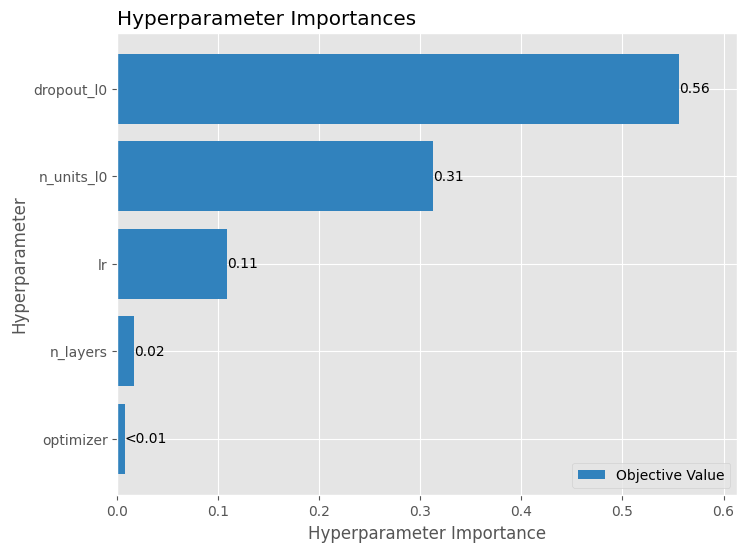 Hyperparameter Importances
Hyperparameter
dropout_l0
0.56
n_units_l0
0.31
lr
0.11
n_layers
0.02
optimizer
<0.01
Objective Value
0.0 0.1 0.2 0.3 0.4 0.5 0.6
Hyperparameter Importance